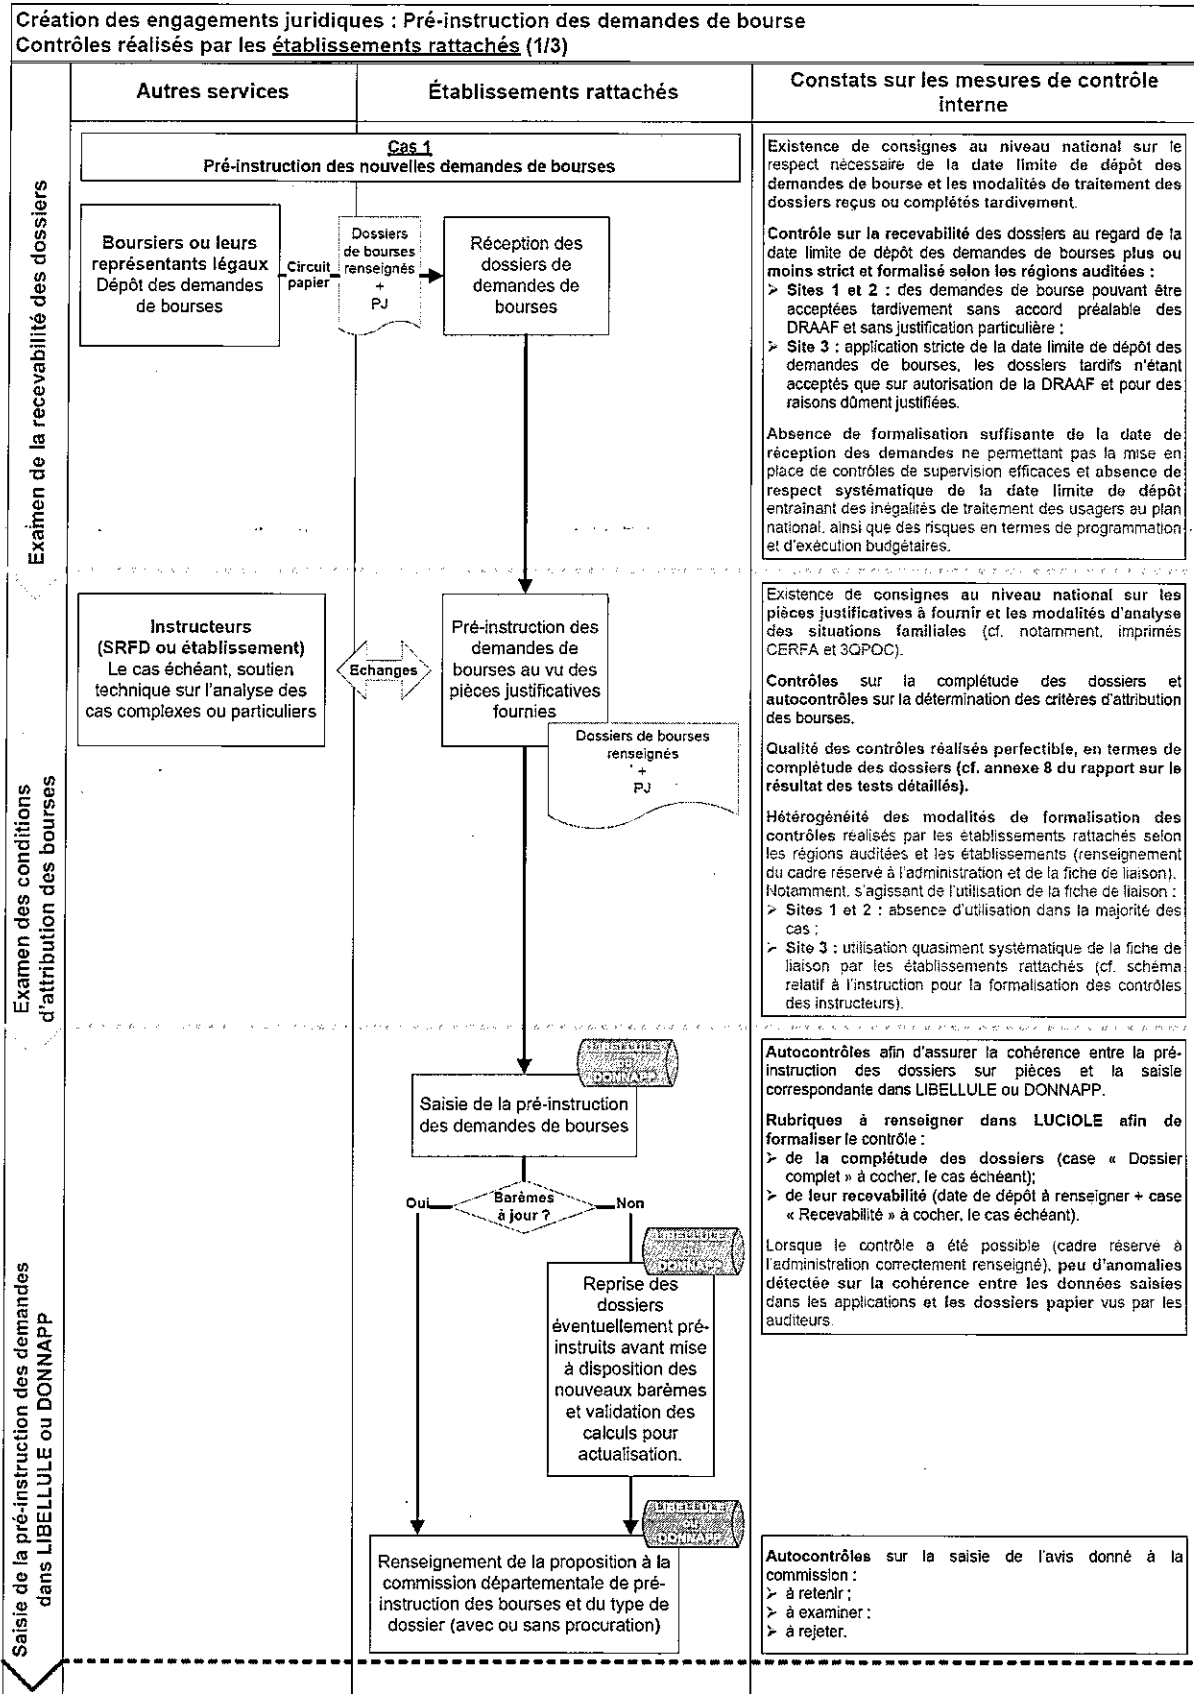 Création des engagements juridiques : Pré-instruction des demandes de bourse
Contrôles réalisés par les établissements rattachés (1/3)
Autres services
Établissements rattachés
Constats sur les mesures de contrôle
interne
Examen de la recevabilité des dossiers
Cas 1
Pré-instruction des nouvelles demandes de bourses
Boursiers ou leurs
représentants légaux
Dépôt des demandes
de bourses
Circuit
papier
Dossiers
de bourses
renseignés
+
PJ
Réception des
dossiers de
demandes de
bourses
Existence de consignes au niveau national sur le
respect nécessaire de la date limite de dépôt des
demandes de bourse et les modalités de traitement des
dossiers reçus ou complétés tardivement.
Contrôle sur la recevabilité des dossiers au regard de la
date limite de dépôt des demandes de bourses plus ou
moins strict et formalisé selon les régions auditées :
➢ Sites 1 et 2 : des demandes de bourse pouvant être
acceptées tardivement sans accord préalable des
DRAAF et sans justification particulière ;
➢ Site 3 : application stricte de la date limite de dépôt des
demandes de bourses, les dossiers tardifs n'étant
acceptés que sur autorisation de la DRAAF et pour des
raisons dûment justifiées.
Absence de formalisation suffisante de la date de
réception des demandes ne permettant pas la mise en
place de contrôles de supervision efficaces et absence de
respect systématique de la date limite de dépôt
entraînant des inégalités de traitement des usagers au plan
national, ainsi que des risques en termes de programmation
et d'exécution budgétaires.
Examen des conditions
d'attribution des bourses
Instructeurs
(SRFD ou établissement)
Le cas échéant, soutien
technique sur l'analyse des
cas complexes ou particuliers
Echanges
Pré-instruction des
demandes de
bourses au vu des
pièces justificatives
fournies
Dossiers de bourses
renseignés
+
PJ
Existence de consignes au niveau national sur les
pièces justificatives à fournir et les modalités d'analyse
des situations familiales (cf. notamment, imprimés
CERFA et 3QPOC).
Contrôles sur la complétude des dossiers et
autocontrôles sur la détermination des critères d'attribution
des bourses.
Qualité des contrôles réalisés perfectible, en termes de
complétude des dossiers (cf. annexe 8 du rapport sur le
résultat des tests détaillés).
Hétérogénéité des modalités de formalisation des
contrôles réalisés par les établissements rattachés selon
les régions auditées et les établissements (renseignement
du cadre réservé à l'administration et de la fiche de liaison).
Notamment, s'agissant de l'utilisation de la fiche de liaison :
➢ Sites 1 et 2 : absence d'utilisation dans la majorité des
cas ;
➢ Site 3 : utilisation quasiment systématique de la fiche de
liaison par les établissements rattachés (cf. schéma
relatif à l'instruction pour la formalisation des contrôles
des instructeurs).
Saisie de la pré-instruction des demandes
dans LIBELLULE ou DONNAPP
LIBELLULE
ou
DONNAPP
Saisie de la pré-instruction
des demandes de bourses
Oui
Barèmes
à jour ?
Non
LIBELLULE
ou
DONNAPP
Reprise des
dossiers
éventuellement pré-
instruits avant mise
à disposition des
nouveaux barèmes
et validation des
calculs pour
actualisation.
LIBELLULE
ou
DONNAPP
Renseignement de la proposition à la
commission départementale de pré-
instruction des bourses et du type de
dossier (avec ou sans procuration)
Autocontrôles afin d'assurer la cohérence entre la pré-
instruction des dossiers sur pièces et la saisie
correspondante dans LIBELLULE ou DONNAPP.
Rubriques à renseigner dans LUCIOLE afin de
formaliser le contrôle :
➢ de la complétude des dossiers (case « Dossier
complet » à cocher, le cas échéant);
➢ de leur recevabilité (date de dépôt à renseigner + case
« Recevabilité » à cocher, le cas échéant).
Lorsque le contrôle a été possible (cadre réservé à
l'administration correctement renseigné), peu d'anomalies
détectée sur la cohérence entre les données saisies
dans les applications et les dossiers papier vus par les
auditeurs.
Autocontrôles sur la saisie de l'avis donné à la
commission :
➢ à retenir ;
➢ à examiner ;
➢ à rejeter.